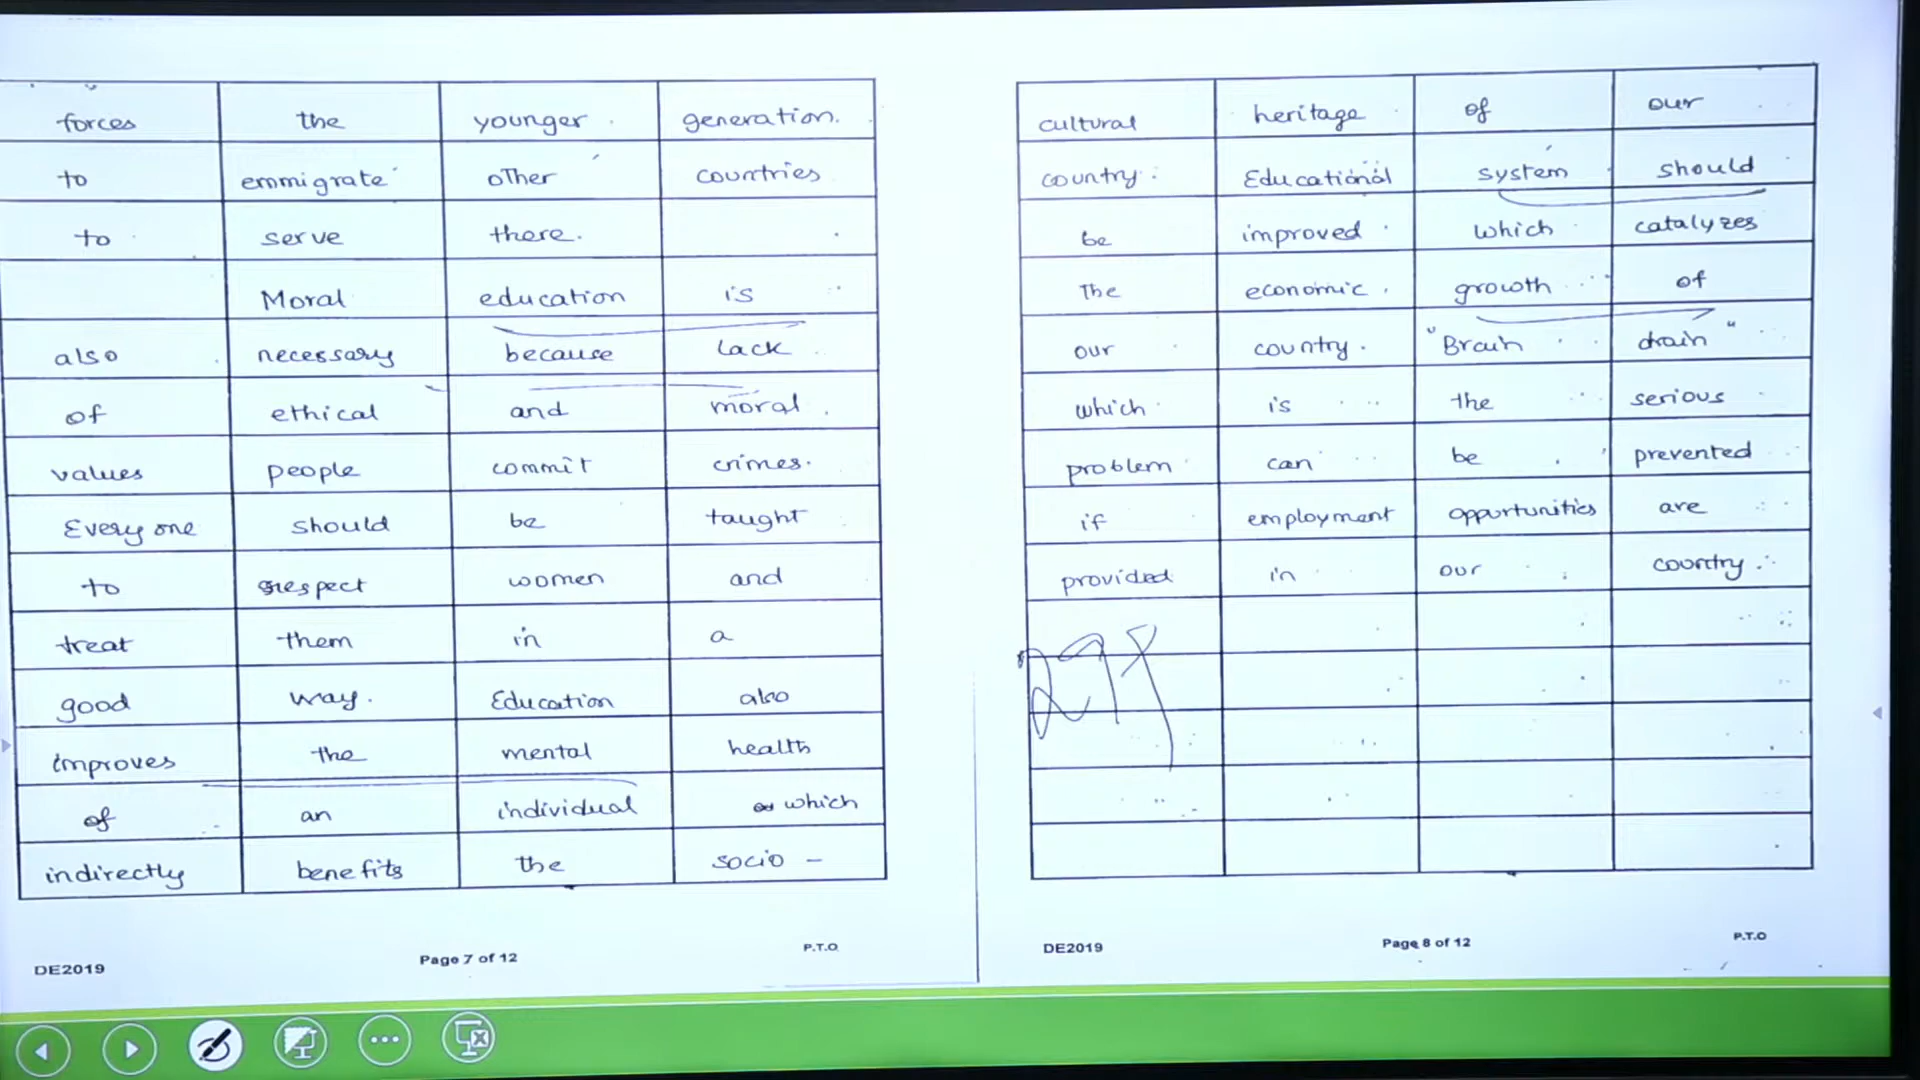 forces the younger generation.
to emmigrate other countries
to serve there.
Moral education is
also necessary because lack
of ethical and moral
values people commit crimes.
Every one should be taught
to respect women and
treat them in a
good way. Education also
improves the mental health
of an individual which
indirectly benefits the socio -
DE2019 Page 7 of 12 P.T.O
cultural heritage of our
country. Educational system should
be improved which catalyzes
the economic growth of
our country. "Brain drain"
which is the serious
problem can be prevented
if employment opportunities are
provided in our country.
DE2019 Page 8 of 12 P.T.O